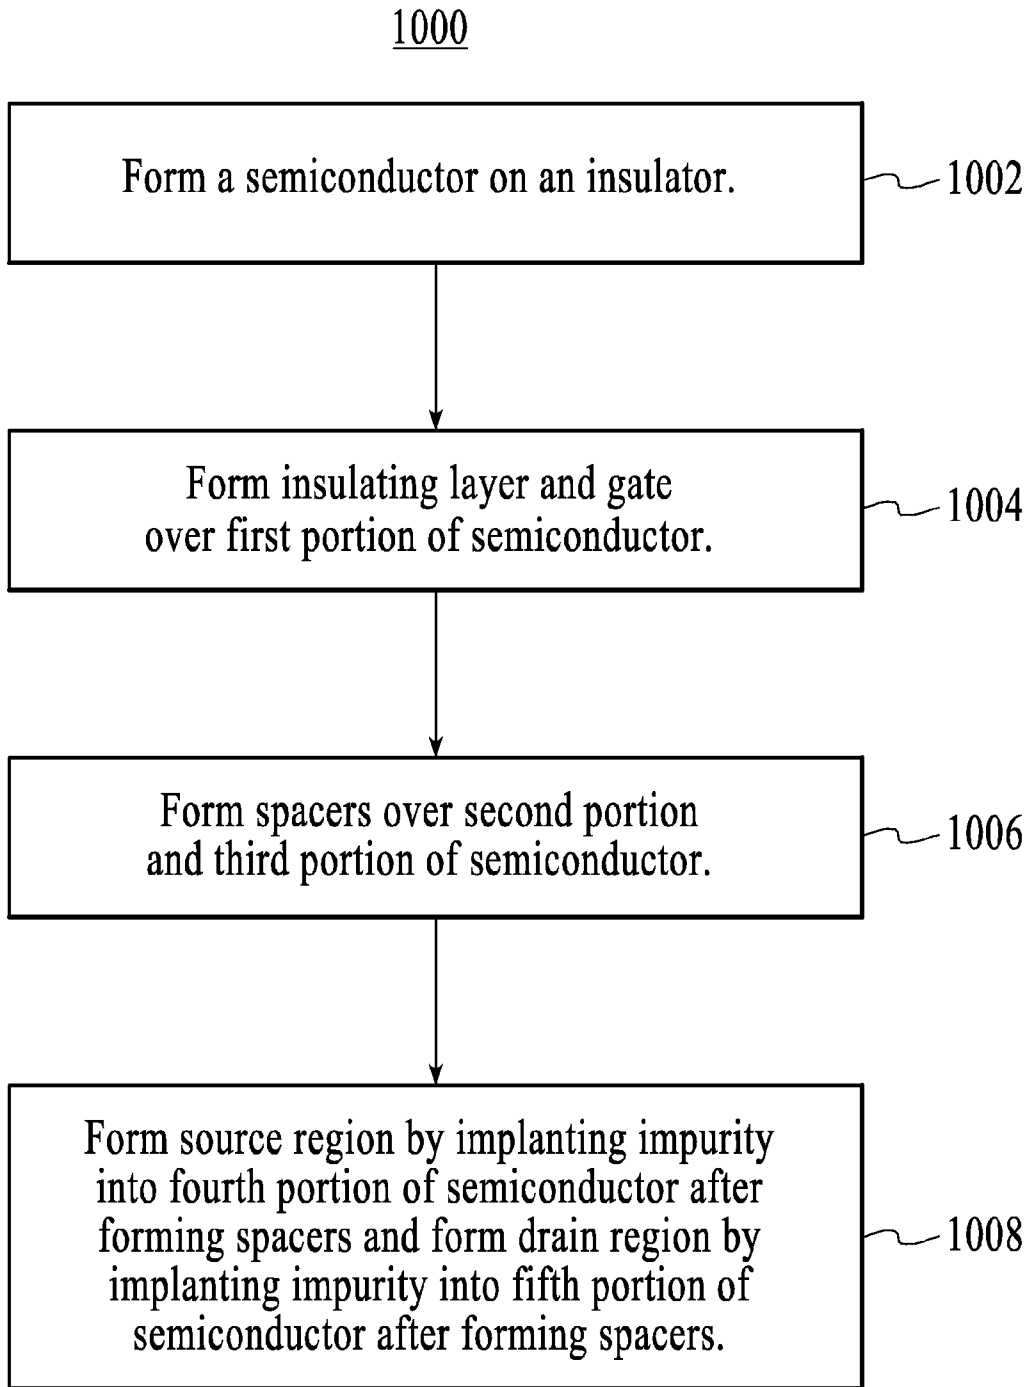 1000
Form a semiconductor on an insulator.
1002
Form insulating layer and gate
over first portion of semiconductor.
1004
Form spacers over second portion
and third portion of semiconductor.
1006
Form source region by implanting impurity
into fourth portion of semiconductor after
forming spacers and form drain region by
implanting impurity into fifth portion of
semiconductor after forming spacers.
1008